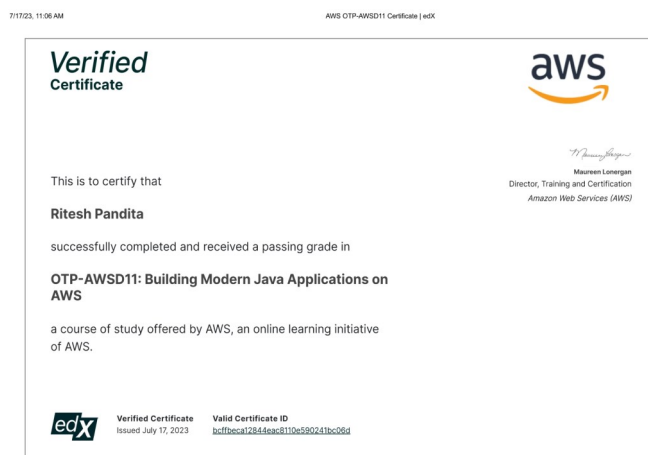 7/17/23, 11:06 AM AWS OTP-AWSD11 Certificate | edX
Verified
Certificate
aws
Maureen Lonergan
Director, Training and Certification
Amazon Web Services (AWS)
This is to certify that
Ritesh Pandita
successfully completed and received a passing grade in
OTP-AWSD11: Building Modern Java Applications on
AWS
a course of study offered by AWS, an online learning initiative
of AWS.
edX
Verified Certificate
Issued July 17, 2023
Valid Certificate ID
bcffbeca12844eac8110e590241bc06d